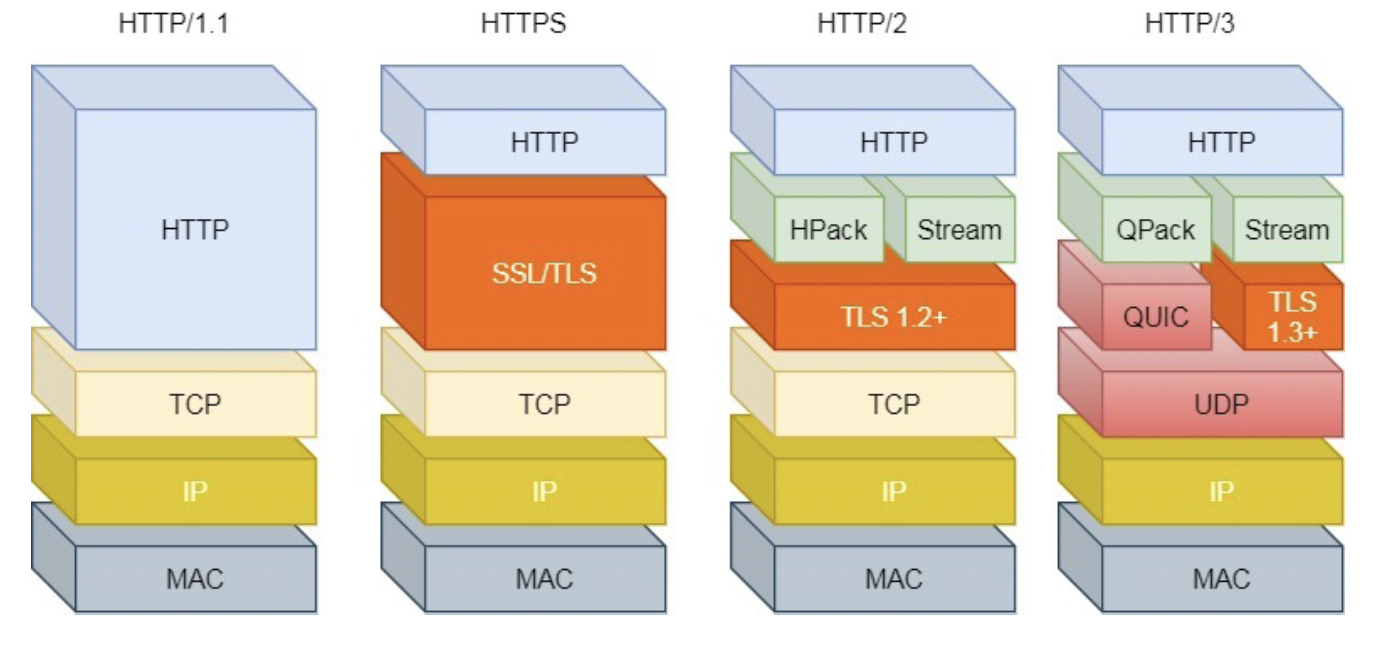 HTTP/1.1
HTTP
TCP
IP
MAC
HTTPS
HTTP
SSL/TLS
TCP
IP
MAC
HTTP/2
HTTP
HPack
Stream
TLS 1.2+
TCP
IP
MAC
HTTP/3
HTTP
QPack
Stream
QUIC
TLS
1.3+
UDP
IP
MAC